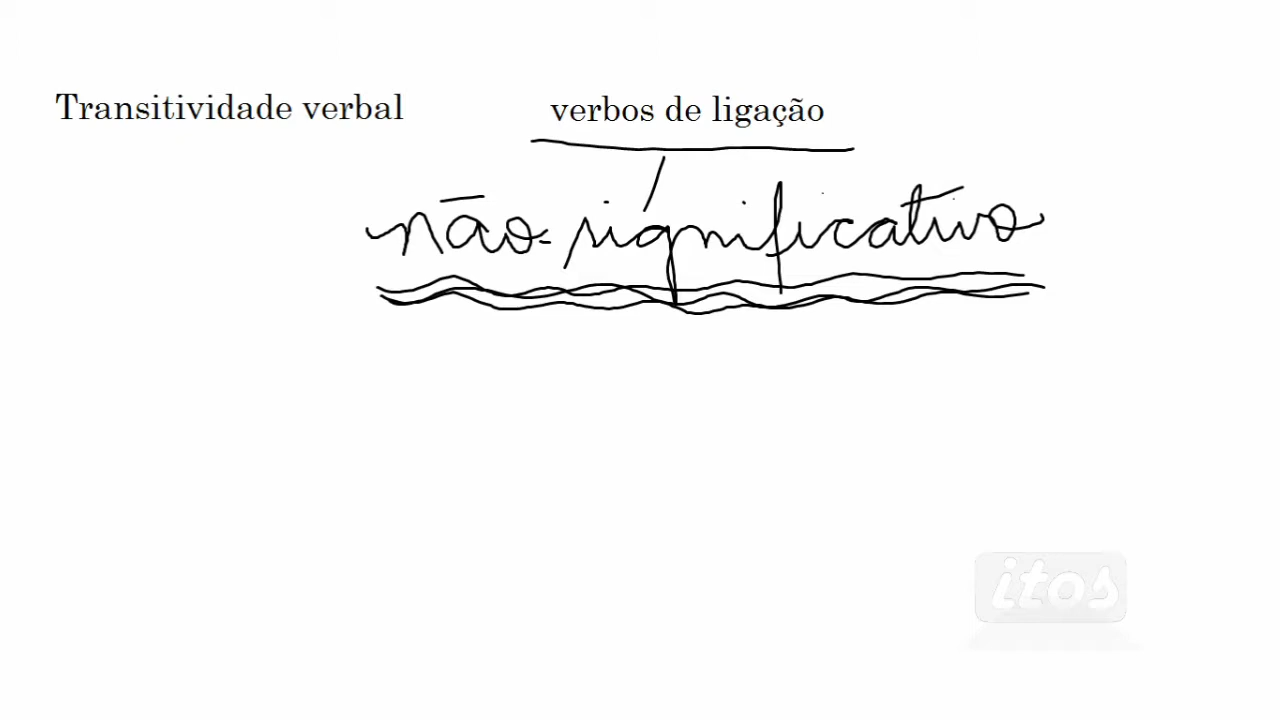 Transitividade verbal verbos de ligação
não-significativo
itos